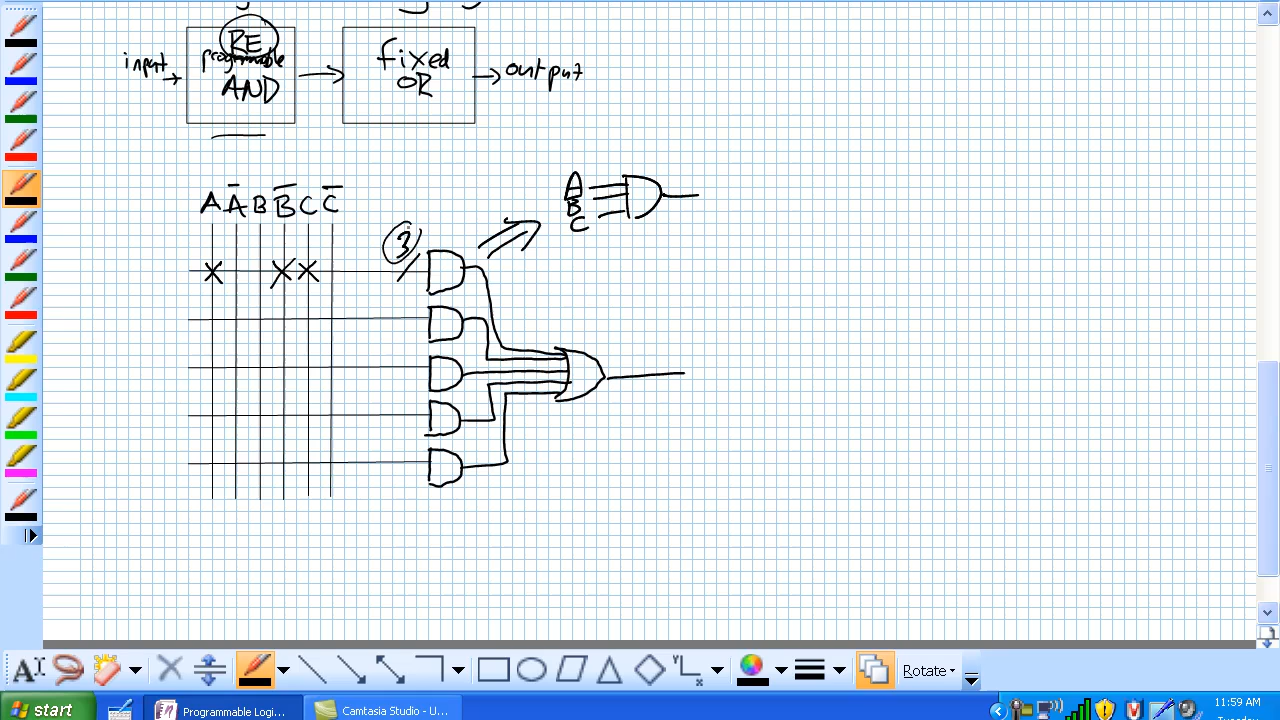 RE
input
programmable
AND
fixed
OR
output
A A̅ B B̅ C C̅
3
A
B̅
C
Rotate
start
Programmable Logi...
Camtasia Studio - U...
11:59 AM